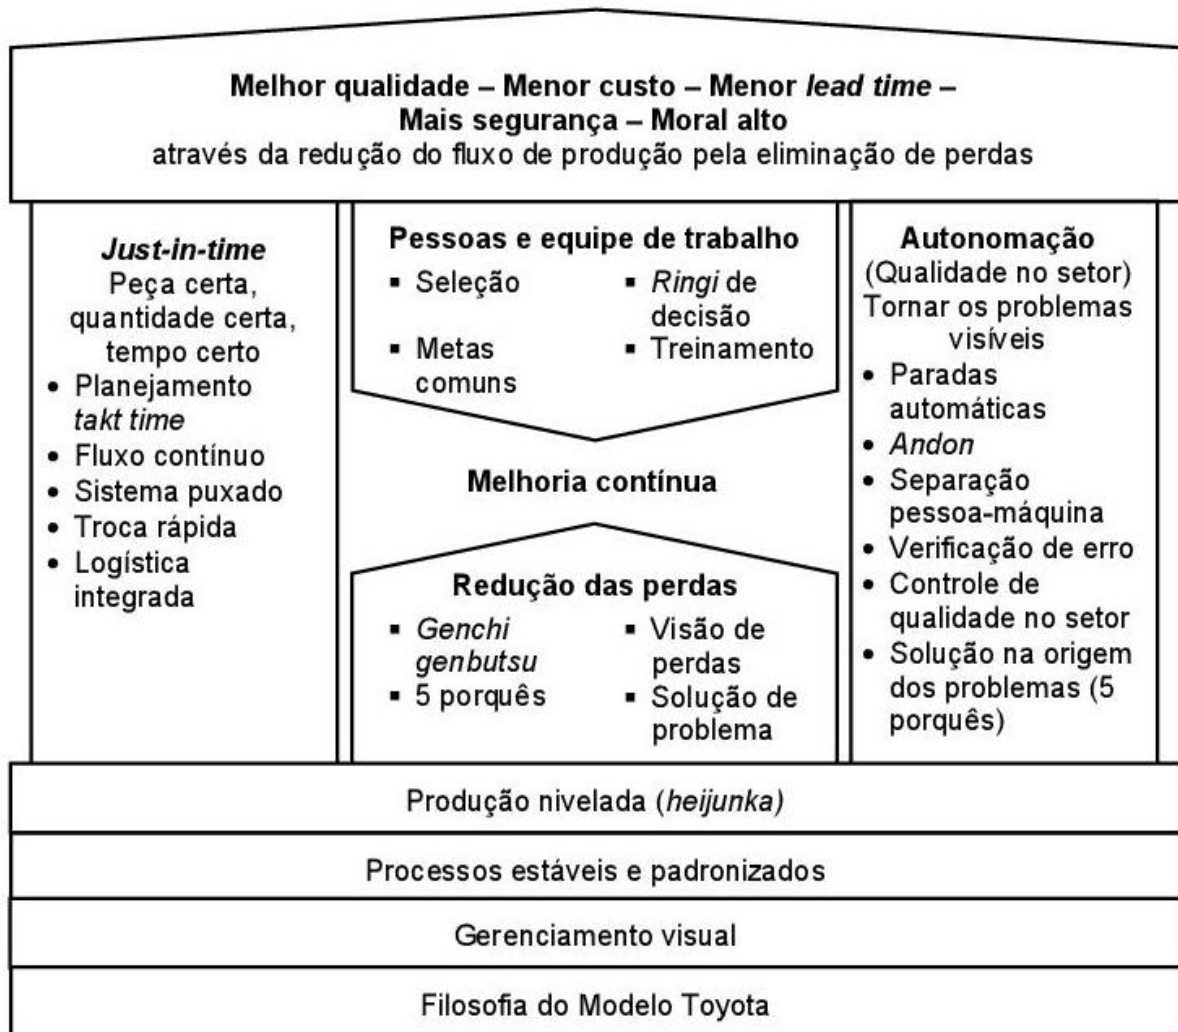 Melhor qualidade – Menor custo – Menor lead time –
Mais segurança – Moral alto
através da redução do fluxo de produção pela eliminação de perdas
Just-in-time
Peça certa,
quantidade certa,
tempo certo
• Planejamento
takt time
• Fluxo contínuo
• Sistema puxado
• Troca rápida
• Logística
integrada
Pessoas e equipe de trabalho
▪ Seleção
▪ Metas
comuns
▪ Ringi de
decisão
▪ Treinamento
Melhoria contínua
Redução das perdas
▪ Genchi
genbutsu
▪ 5 porquês
▪ Visão de
perdas
▪ Solução de
problema
Autonomação
(Qualidade no setor)
Tornar os problemas
visíveis
• Paradas
automáticas
• Andon
• Separação
pessoa-máquina
• Verificação de erro
• Controle de
qualidade no setor
• Solução na origem
dos problemas (5
porquês)
Produção nivelada (heijunka)
Processos estáveis e padronizados
Gerenciamento visual
Filosofia do Modelo Toyota